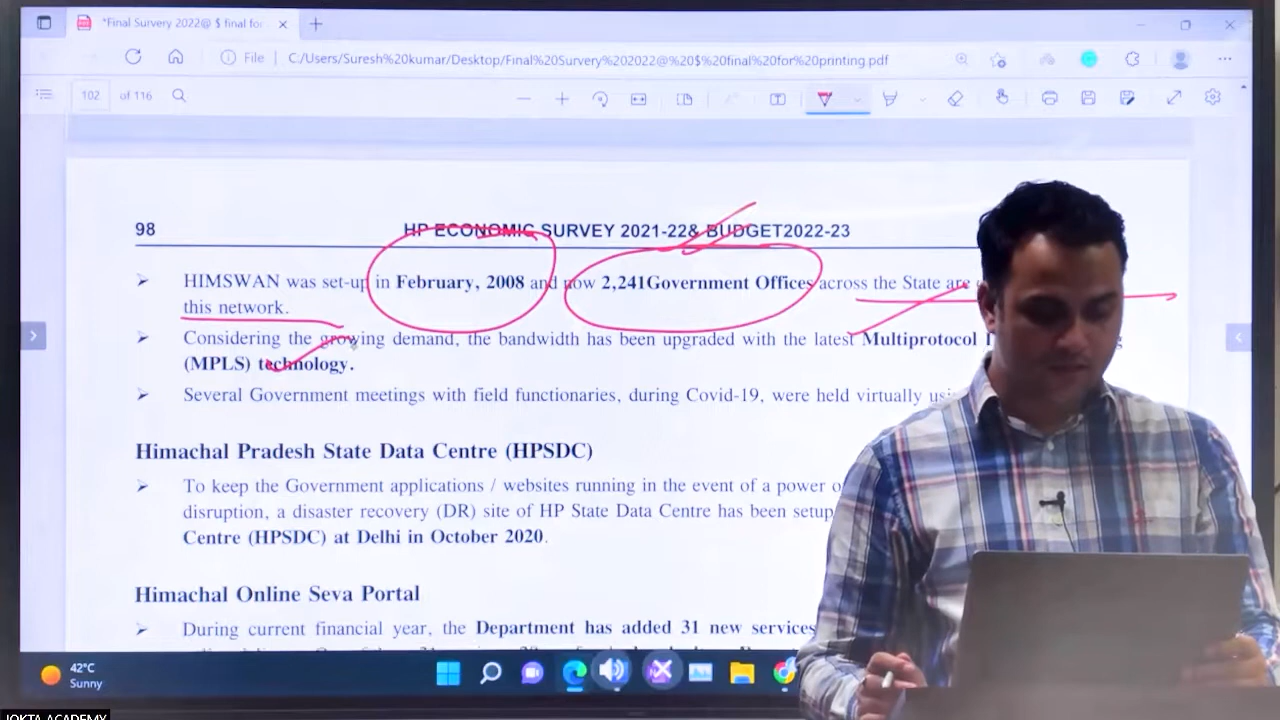 *Final Survery 2022@ $ final for
File
C:/Users/Suresh%20kumar/Desktop/Final%20Survery%202022@%20$%20final%20for%20printing.pdf
102 of 116
98
HP ECONOMIC SURVEY 2021-22& BUDGET2022-23
➢ HIMSWAN was set-up in February, 2008 and now 2,241Government Offices across the State are
this network.
➢ Considering the growing demand, the bandwidth has been upgraded with the latest Multiprotocol
(MPLS) technology.
➢ Several Government meetings with field functionaries, during Covid-19, were held virtually
Himachal Pradesh State Data Centre (HPSDC)
➢ To keep the Government applications / websites running in the event of a power
disruption, a disaster recovery (DR) site of HP State Data Centre has been setup
Centre (HPSDC) at Delhi in October 2020.
Himachal Online Seva Portal
➢ During current financial year, the Department has added 31 new services
42°C
Sunny
JOKTA ACADEMY